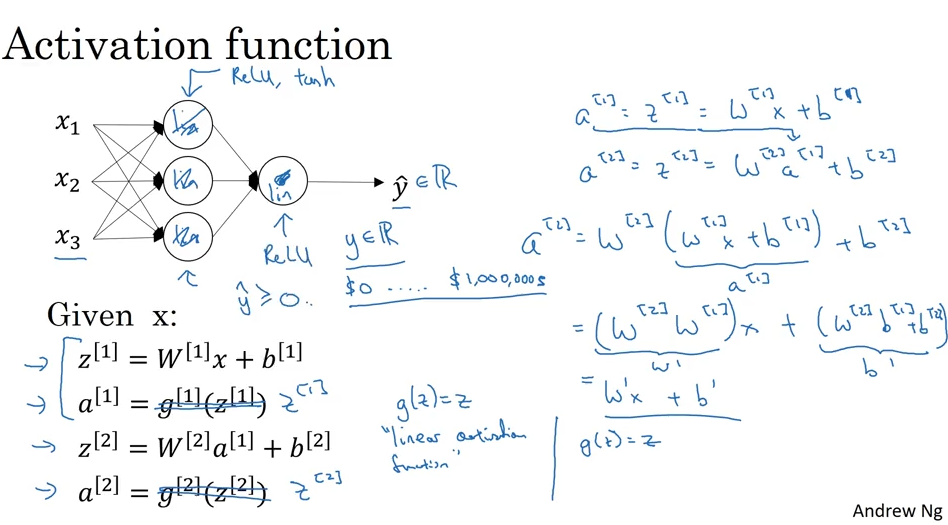 Activation function
ReLU, tanh
x₁
x₂
x₃
lin
ŷ ∈ ℝ
ReLU
y ∈ ℝ
ŷ ≥ 0..
$0 ..... $1,000,000s
Given x:
z^[1] = W^[1]x + b^[1]
a^[1] = g^[1](z^[1]) z^[1]
z^[2] = W^[2]a^[1] + b^[2]
a^[2] = g^[2](z^[2]) z^[2]
g(z) = z
"linear activation
function"
a^[1] = z^[1] = W^[1]x + b^[1]
a^[2] = z^[2] = W^[2]a^[1] + b^[2]
a^[2] = W^[2](W^[1]x + b^[1]) + b^[2]
a^[1]
= (W^[2]W^[1])x + (W^[2]b^[1] + b^[2])
W' b'
= W'x + b'
g(z) = z
Andrew Ng